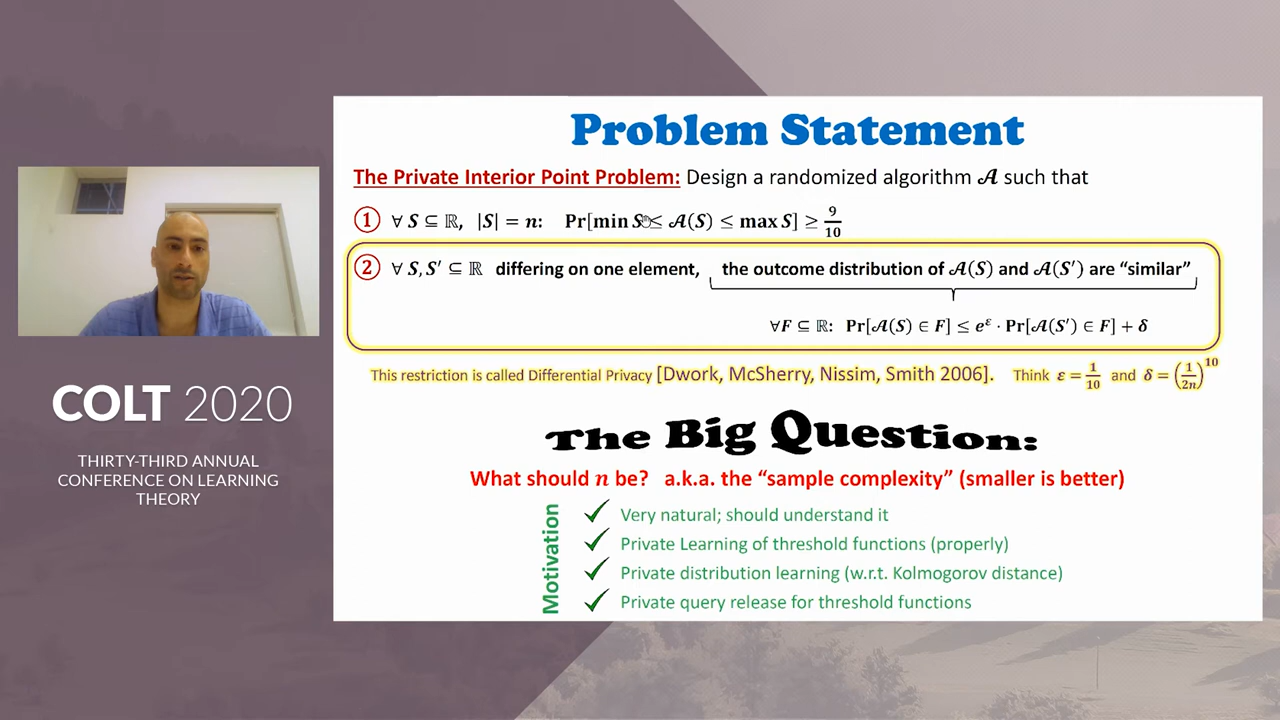 Problem Statement
The Private Interior Point Problem: Design a randomized algorithm 𝓐 such that
① ∀ S ⊆ ℝ, |S| = n: Pr[min S ≤ 𝓐(S) ≤ max S] ≥ 9/10
② ∀ S, S′ ⊆ ℝ differing on one element, the outcome distribution of 𝓐(S) and 𝓐(S′) are “similar”
∀F ⊆ ℝ: Pr[𝓐(S) ∈ F] ≤ e^ε · Pr[𝓐(S′) ∈ F] + δ
This restriction is called Differential Privacy [Dwork, McSherry, Nissim, Smith 2006]. Think ε = 1/10 and δ = (1/2n)^10
The Big Question:
What should n be? a.k.a. the “sample complexity” (smaller is better)
Motivation
✓ Very natural; should understand it
✓ Private Learning of threshold functions (properly)
✓ Private distribution learning (w.r.t. Kolmogorov distance)
✓ Private query release for threshold functions
COLT 2020
THIRTY-THIRD ANNUAL
CONFERENCE ON LEARNING
THEORY